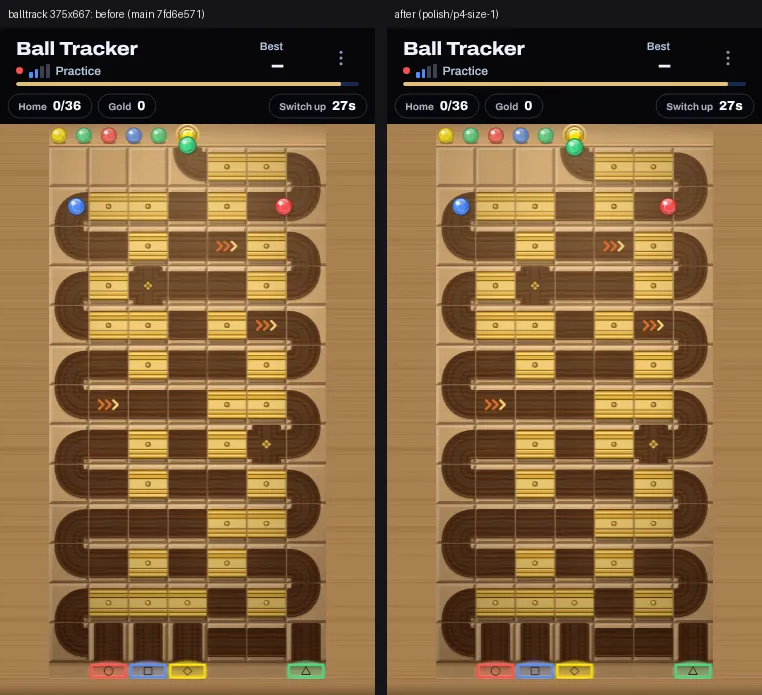 balltrack 375x667: before (main 7fd6e571)
Ball Tracker
Best
Practice
Home 0/36
Gold 0
Switch up 27s
after (polish/p4-size-1)
Ball Tracker
Best
Practice
Home 0/36
Gold 0
Switch up 27s